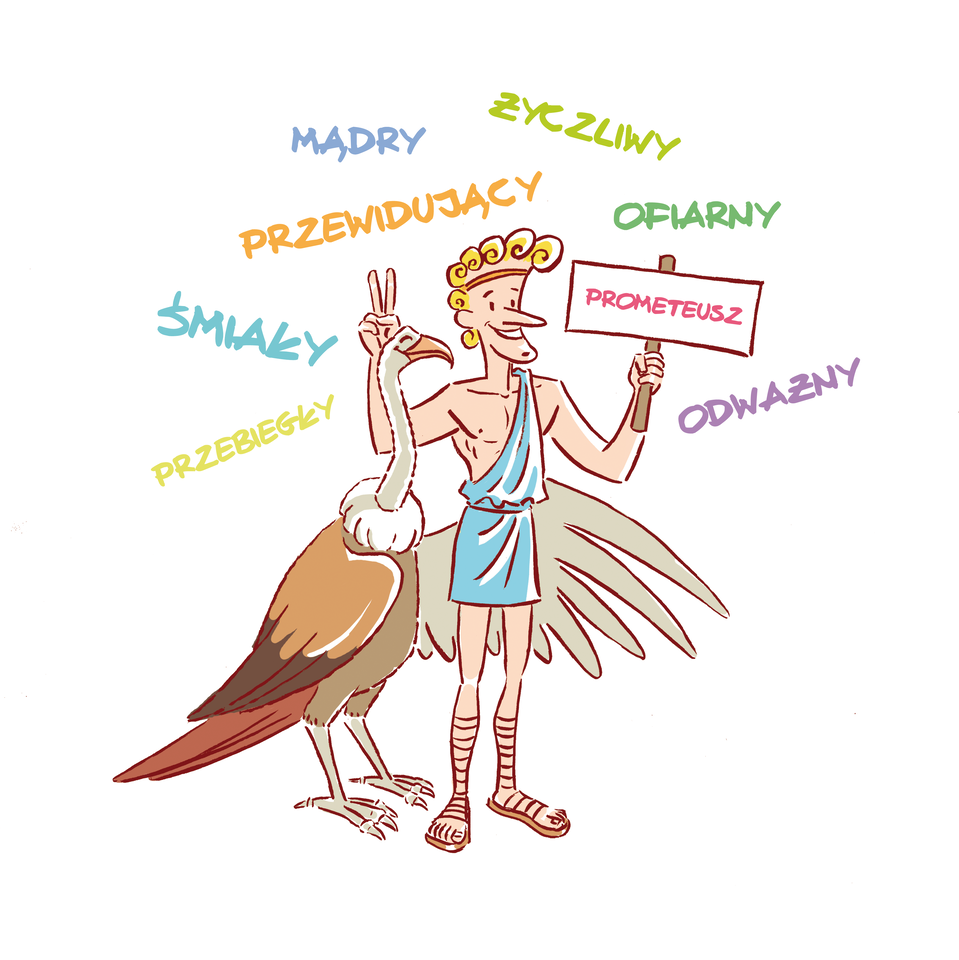 ŻYCZLIWY
MĄDRY
PRZEWIDUJĄCY
OFIARNY
ŚMIAŁY
PROMETEUSZ
ODWAŻNY
PRZEBIEGŁY